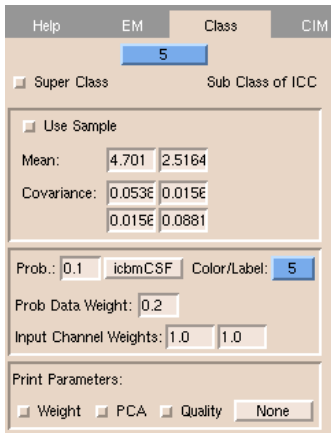 Help EM Class CIM
5
Super Class Sub Class of ICC
Use Sample
Mean: 4.701 2.5164
Covariance: 0.0538 0.0156
0.0156 0.0881
Prob.: 0.1 icbmCSF Color/Label: 5
Prob Data Weight: 0.2
Input Channel Weights: 1.0 1.0
Print Parameters:
Weight PCA Quality None